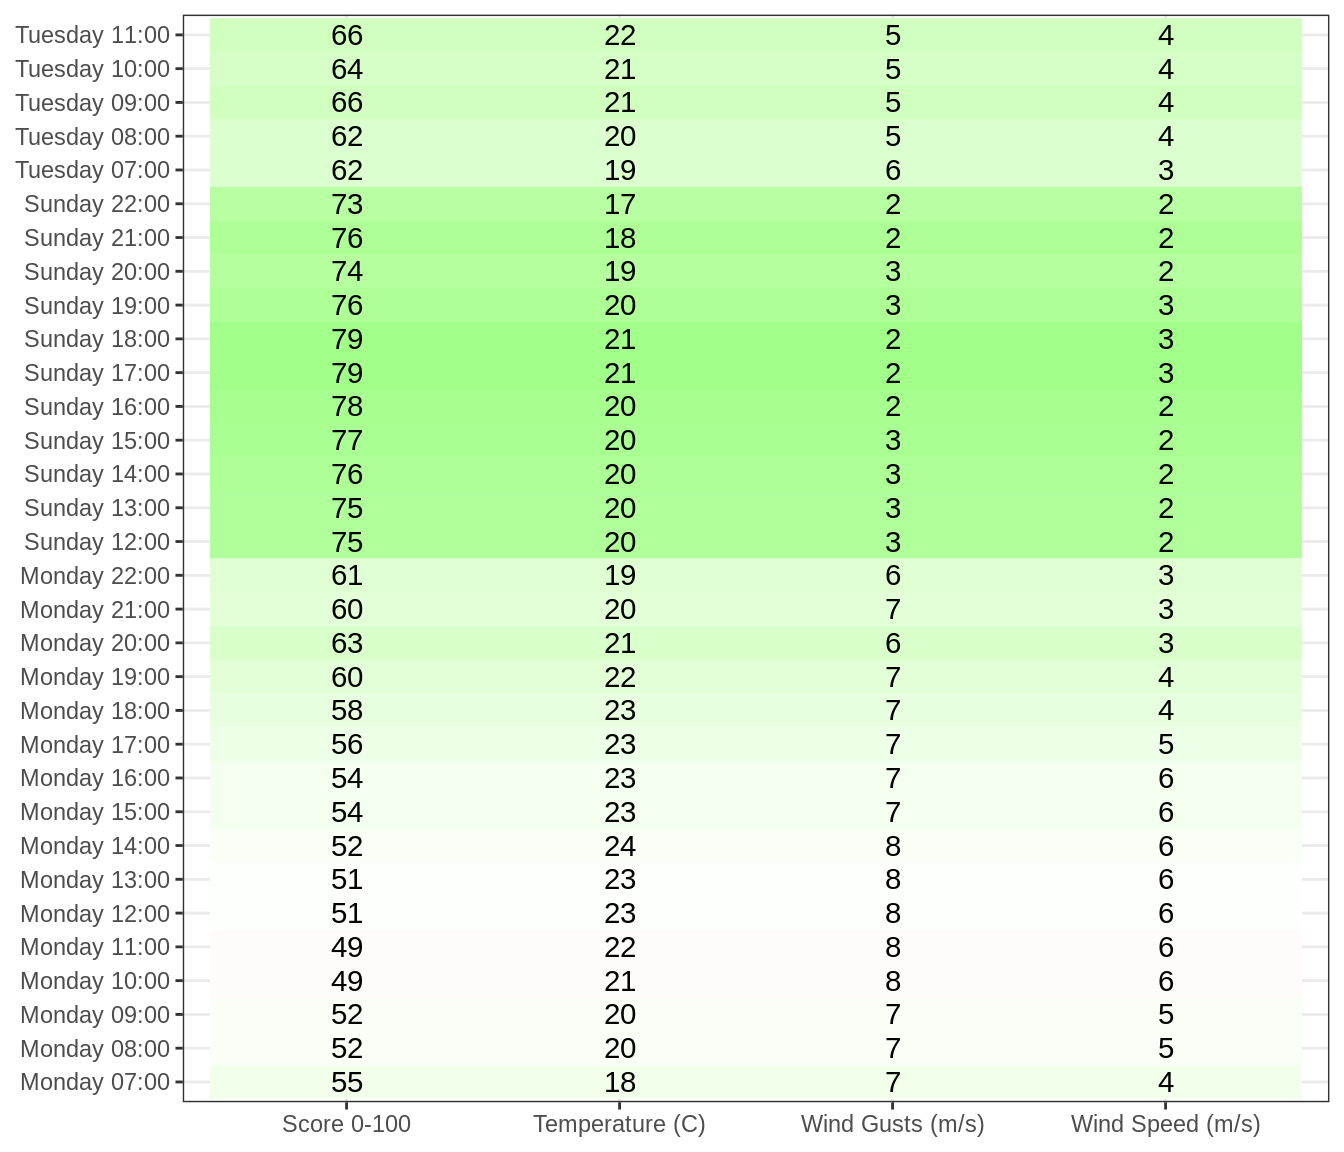 Tuesday 11:00 66 22 5 4
Tuesday 10:00 64 21 5 4
Tuesday 09:00 66 21 5 4
Tuesday 08:00 62 20 5 4
Tuesday 07:00 62 19 6 3
Sunday 22:00 73 17 2 2
Sunday 21:00 76 18 2 2
Sunday 20:00 74 19 3 2
Sunday 19:00 76 20 3 3
Sunday 18:00 79 21 2 3
Sunday 17:00 79 21 2 3
Sunday 16:00 78 20 2 2
Sunday 15:00 77 20 3 2
Sunday 14:00 76 20 3 2
Sunday 13:00 75 20 3 2
Sunday 12:00 75 20 3 2
Monday 22:00 61 19 6 3
Monday 21:00 60 20 7 3
Monday 20:00 63 21 6 3
Monday 19:00 60 22 7 4
Monday 18:00 58 23 7 4
Monday 17:00 56 23 7 5
Monday 16:00 54 23 7 6
Monday 15:00 54 23 7 6
Monday 14:00 52 24 8 6
Monday 13:00 51 23 8 6
Monday 12:00 51 23 8 6
Monday 11:00 49 22 8 6
Monday 10:00 49 21 8 6
Monday 09:00 52 20 7 5
Monday 08:00 52 20 7 5
Monday 07:00 55 18 7 4
Score 0-100 Temperature (C) Wind Gusts (m/s) Wind Speed (m/s)